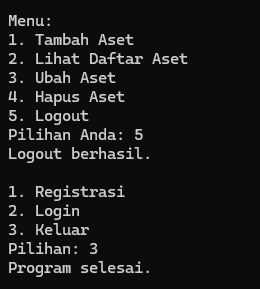 Menu:
1. Tambah Aset
2. Lihat Daftar Aset
3. Ubah Aset
4. Hapus Aset
5. Logout
Pilihan Anda: 5
Logout berhasil.

1. Registrasi
2. Login
3. Keluar
Pilihan: 3
Program selesai.